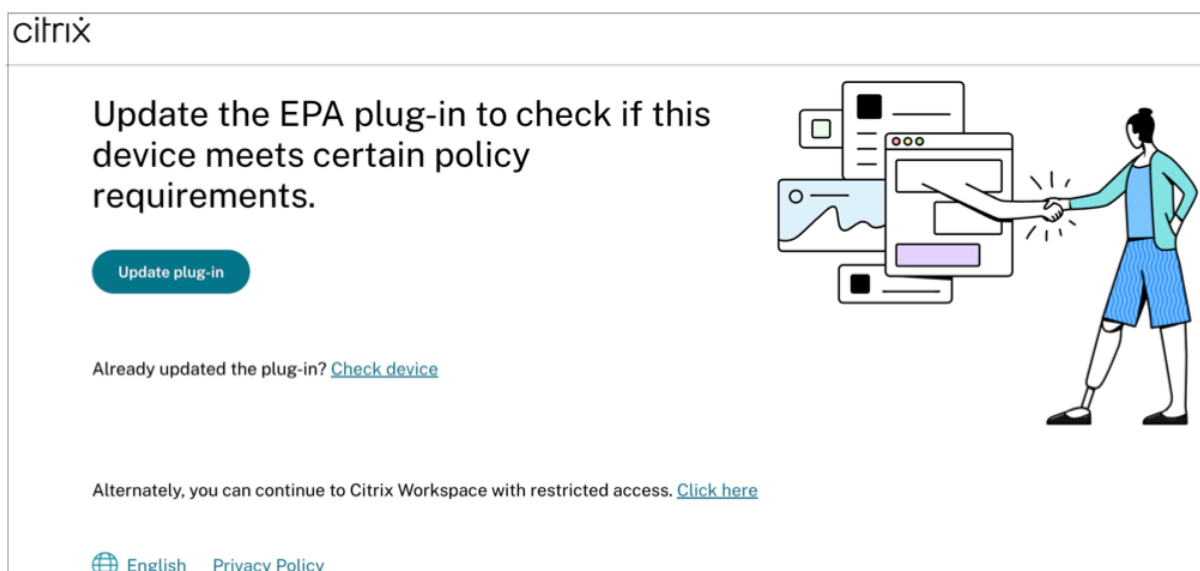 citrix
Update the EPA plug-in to check if this
device meets certain policy
requirements.
Update plug-in
Already updated the plug-in? Check device
Alternately, you can continue to Citrix Workspace with restricted access. Click here
English Privacy Policy